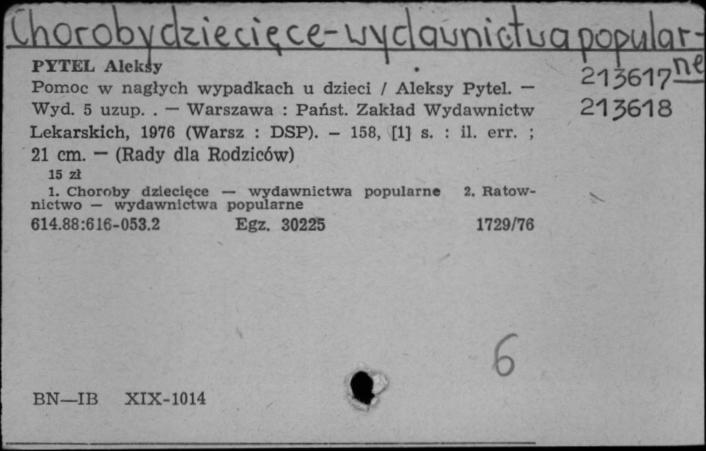 Choroby dziecięce-wydawnictwa popular-
ne
PYTEL Aleksy
213617
Pomoc w nagłych wypadkach u dzieci / Aleksy Pytel. —
Wyd. 5 uzup. . — Warszawa : Państ. Zakład Wydawnictw
213618
Lekarskich, 1976 (Warsz : DSP). — 158, [1] s. : il. err. ;
21 cm. — (Rady dla Rodziców)
15 zł
1. Choroby dziecięce — wydawnictwa popularne 2. Ratow-
nictwo — wydawnictwa popularne
614.88:616-053.2 Egz. 30225 1729/76
6
BN—IB XIX-1014